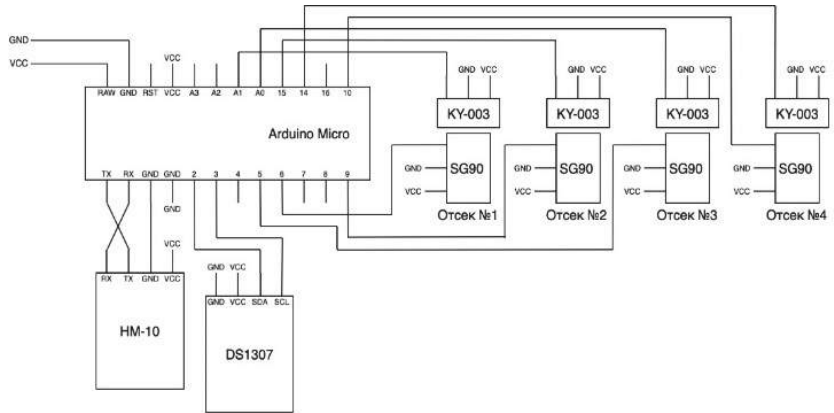 GND
VCC
VCC
RAW GND RST VCC A3 A2 A1 A0 15 14 16 10
Arduino Micro
TX RX GND GND 2 3 4 5 6 7 8 9
GND
GND VCC
KY-003
SG90
GND
VCC
Отсек №1
GND VCC
KY-003
SG90
GND
VCC
Отсек №2
GND VCC
KY-003
SG90
GND
VCC
Отсек №3
GND VCC
KY-003
SG90
GND
VCC
Отсек №4
VCC
RX TX GND VCC
HM-10
GND VCC
GND VCC SDA SCL
DS1307